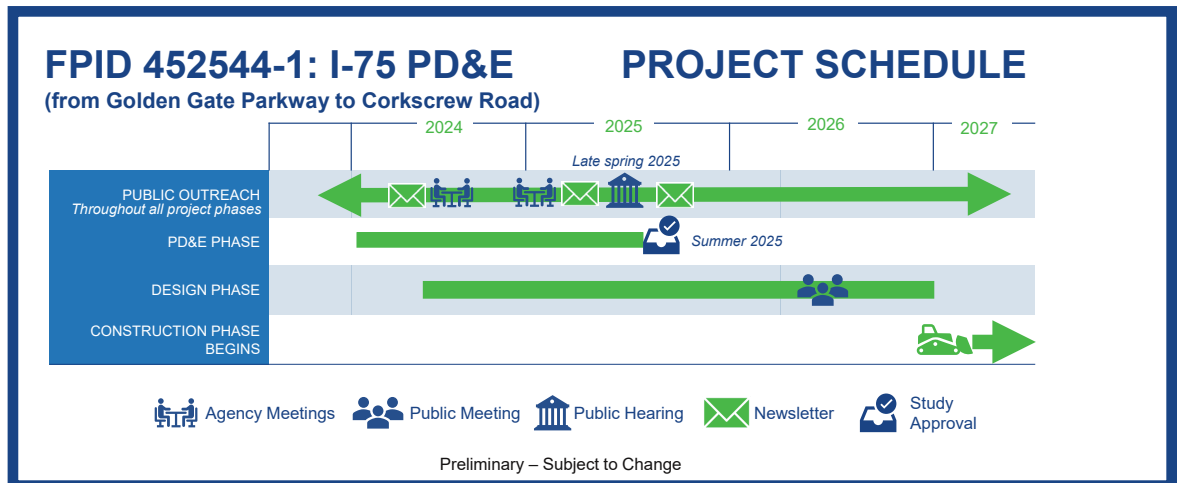 FPID 452544-1: I-75 PD&E
PROJECT SCHEDULE
(from Golden Gate Parkway to Corkscrew Road)
2024
2025
2026
2027
Late spring 2025
PUBLIC OUTREACH
Throughout all project phases
PD&E PHASE
Summer 2025
DESIGN PHASE
CONSTRUCTION PHASE
BEGINS
Agency Meetings
Public Meeting
Public Hearing
Newsletter
Study
Approval
Preliminary – Subject to Change